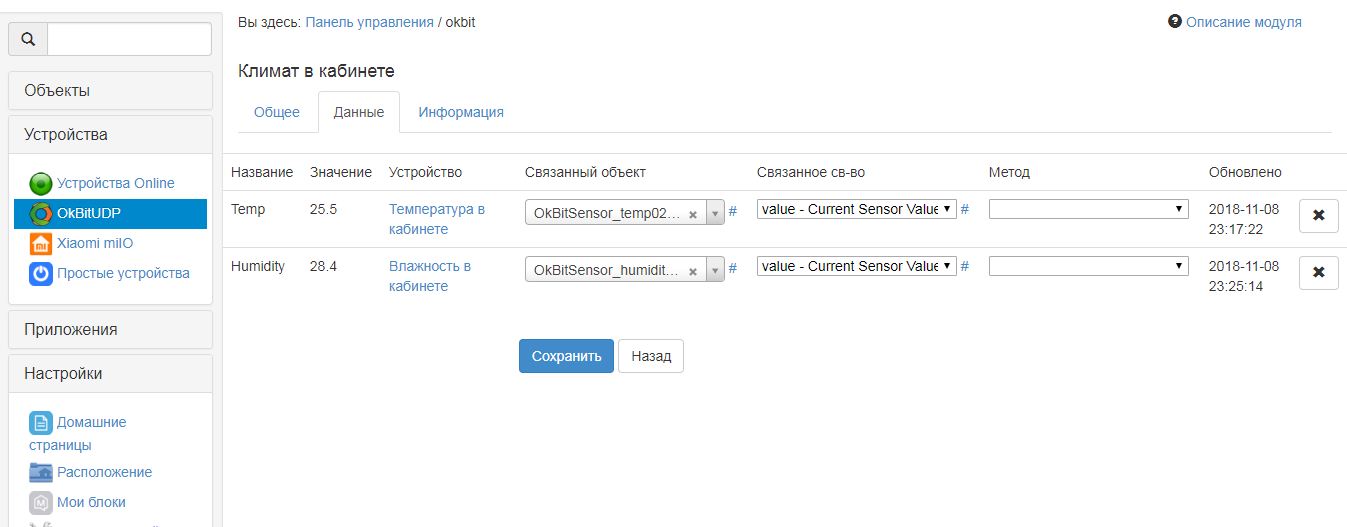 Вы здесь: Панель управления / okbit
Описание модуля
Объекты
Устройства
Устройства Online
OkBitUDP
Xiaomi miIO
Простые устройства
Приложения
Настройки
Домашние
страницы
Расположение
Мои блоки
Климат в кабинете
Общее Данные Информация
Название Значение Устройство Связанный объект Связанное св-во Метод Обновлено
Temp 25.5 Температура в OkBitSensor_temp02... × # value - Current Sensor Value # 2018-11-08
кабинете 23:17:22
Humidity 28.4 Влажность в OkBitSensor_humidit... × # value - Current Sensor Value # 2018-11-08
кабинете 23:25:14
Сохранить Назад